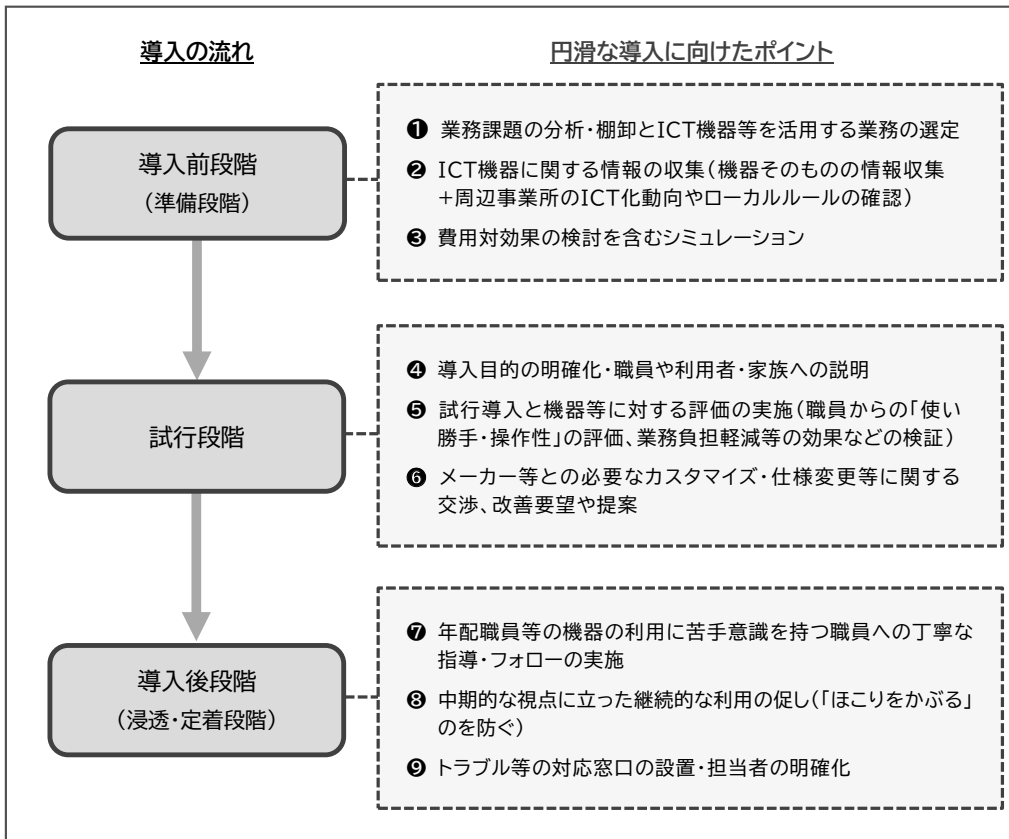 導入の流れ
円滑な導入に向けたポイント
導入前段階
（準備段階）
❶ 業務課題の分析・棚卸とICT機器等を活用する業務の選定
❷ ICT機器に関する情報の収集（機器そのものの情報収集
＋周辺事業所のICT化動向やローカルルールの確認）
❸ 費用対効果の検討を含むシミュレーション
試行段階
❹ 導入目的の明確化・職員や利用者・家族への説明
❺ 試行導入と機器等に対する評価の実施（職員からの「使い
勝手・操作性」の評価、業務負担軽減等の効果などの検証）
❻ メーカー等との必要なカスタマイズ・仕様変更等に関する
交渉、改善要望や提案
導入後段階
（浸透・定着段階）
❼ 年配職員等の機器の利用に苦手意識を持つ職員への丁寧な
指導・フォローの実施
❽ 中期的な視点に立った継続的な利用の促し（「ほこりをかぶる」
のを防ぐ）
❾ トラブル等の対応窓口の設置・担当者の明確化